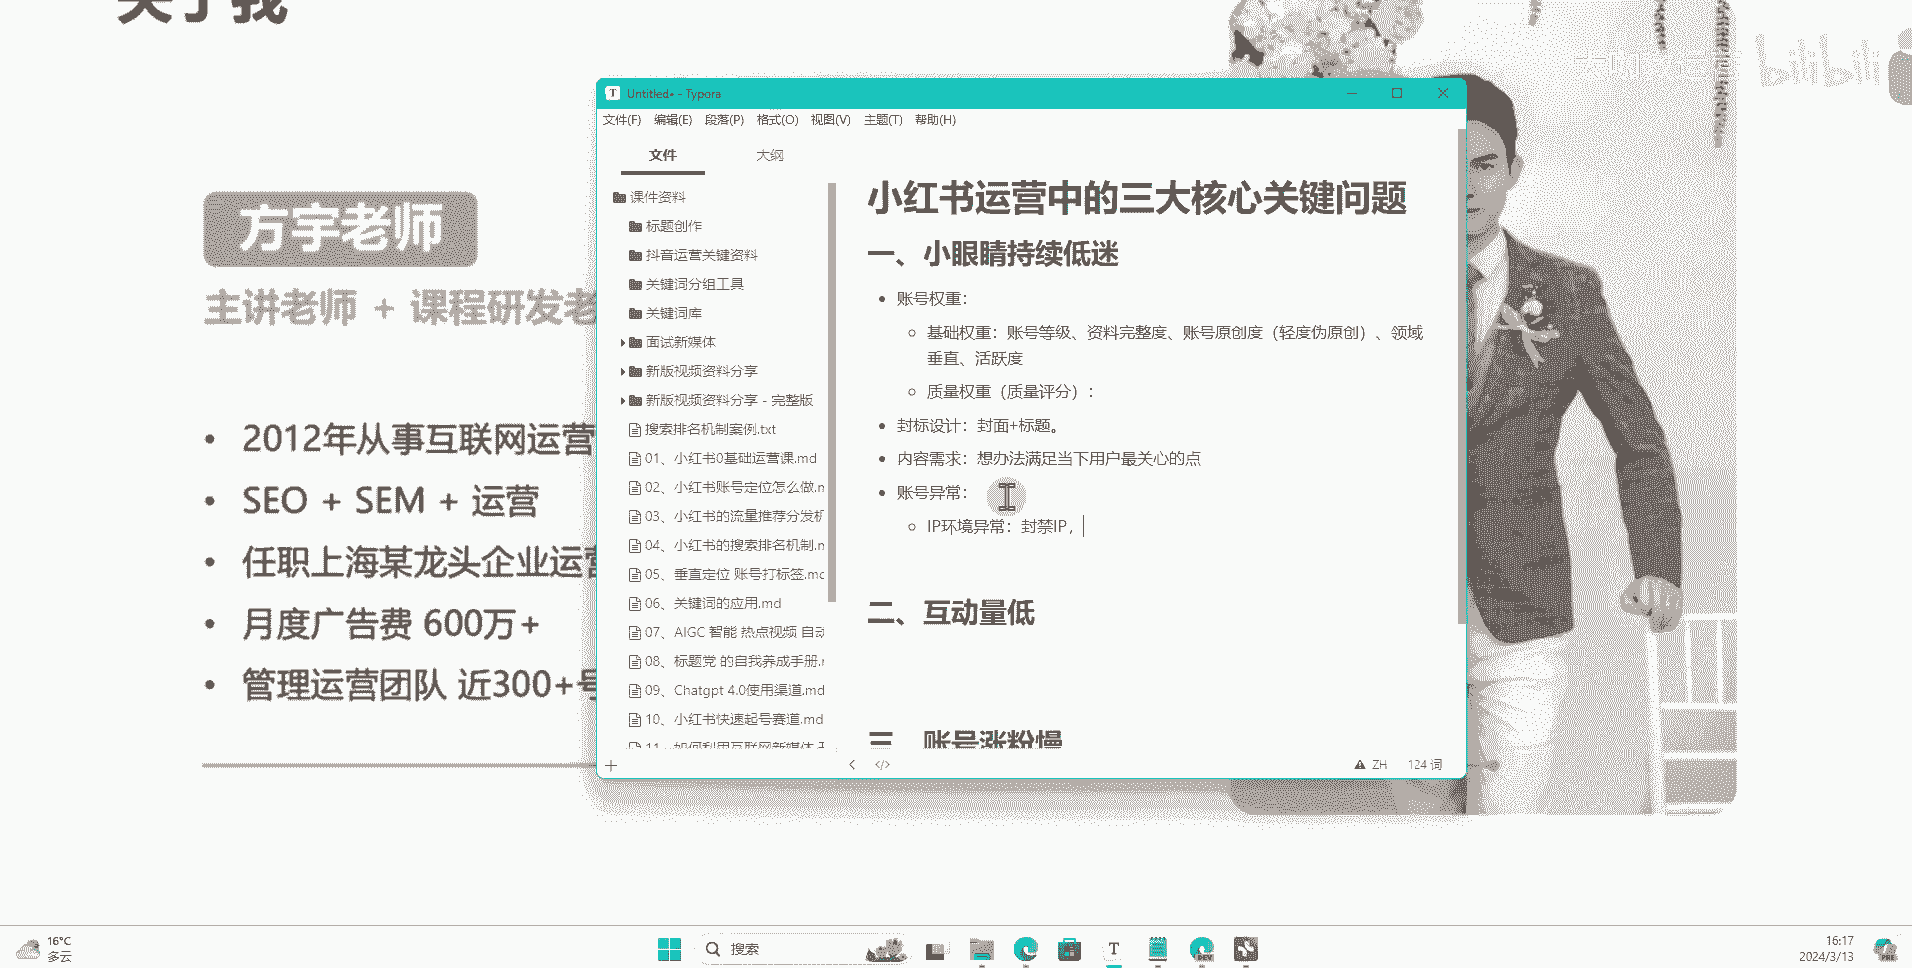 关于我
bilibili
方宇老师
主讲老师 + 课程研发老
• 2012年从事互联网运营
• SEO + SEM + 运营
• 任职上海某龙头企业运营
• 月度广告费 600万+
• 管理运营团队 近300+号
Untitled• - Typora
文件(F) 编辑(E) 段落(P) 格式(O) 视图(V) 主题(T) 帮助(H)
文件 大纲
课件资料
标题创作
抖音运营关键资料
关键词分组工具
关键词库
面试新媒体
新版视频资料分享
新版视频资料分享 - 完整版
搜索排名机制案例.txt
01、小红书0基础运营课.md
02、小红书账号定位怎么做.m
03、小红书的流量推荐分发机
04、小红书的搜索排名机制.m
05、垂直定位 账号打标签.md
06、关键词的应用.md
07、AIGC 智能 热点视频 自动
08、标题党 的自我养成手册.m
09、Chatgpt 4.0使用渠道.md
10、小红书快速起号赛道.md
11、如何利用互联网新媒体
小红书运营中的三大核心关键问题
一、小眼睛持续低迷
• 账号权重：
◦ 基础权重：账号等级、资料完整度、账号原创度（轻度伪原创）、领域
垂直、活跃度
◦ 质量权重（质量评分）：
• 封标设计：封面+标题。
• 内容需求：想办法满足当下用户最关心的点
• 账号异常：
◦ IP环境异常：封禁IP，
二、互动量低
三、账号涨粉慢
</> ZH 124 词
16°C
多云
搜索
16:17
2024/3/13